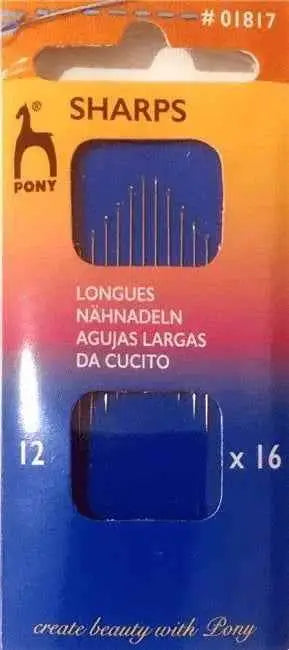 # 01817
SHARPS
®
PONY
LONGUES
NÄHNADELN
AGUJAS LARGAS
DA CUCITO
12 x 16
create beauty with Pony